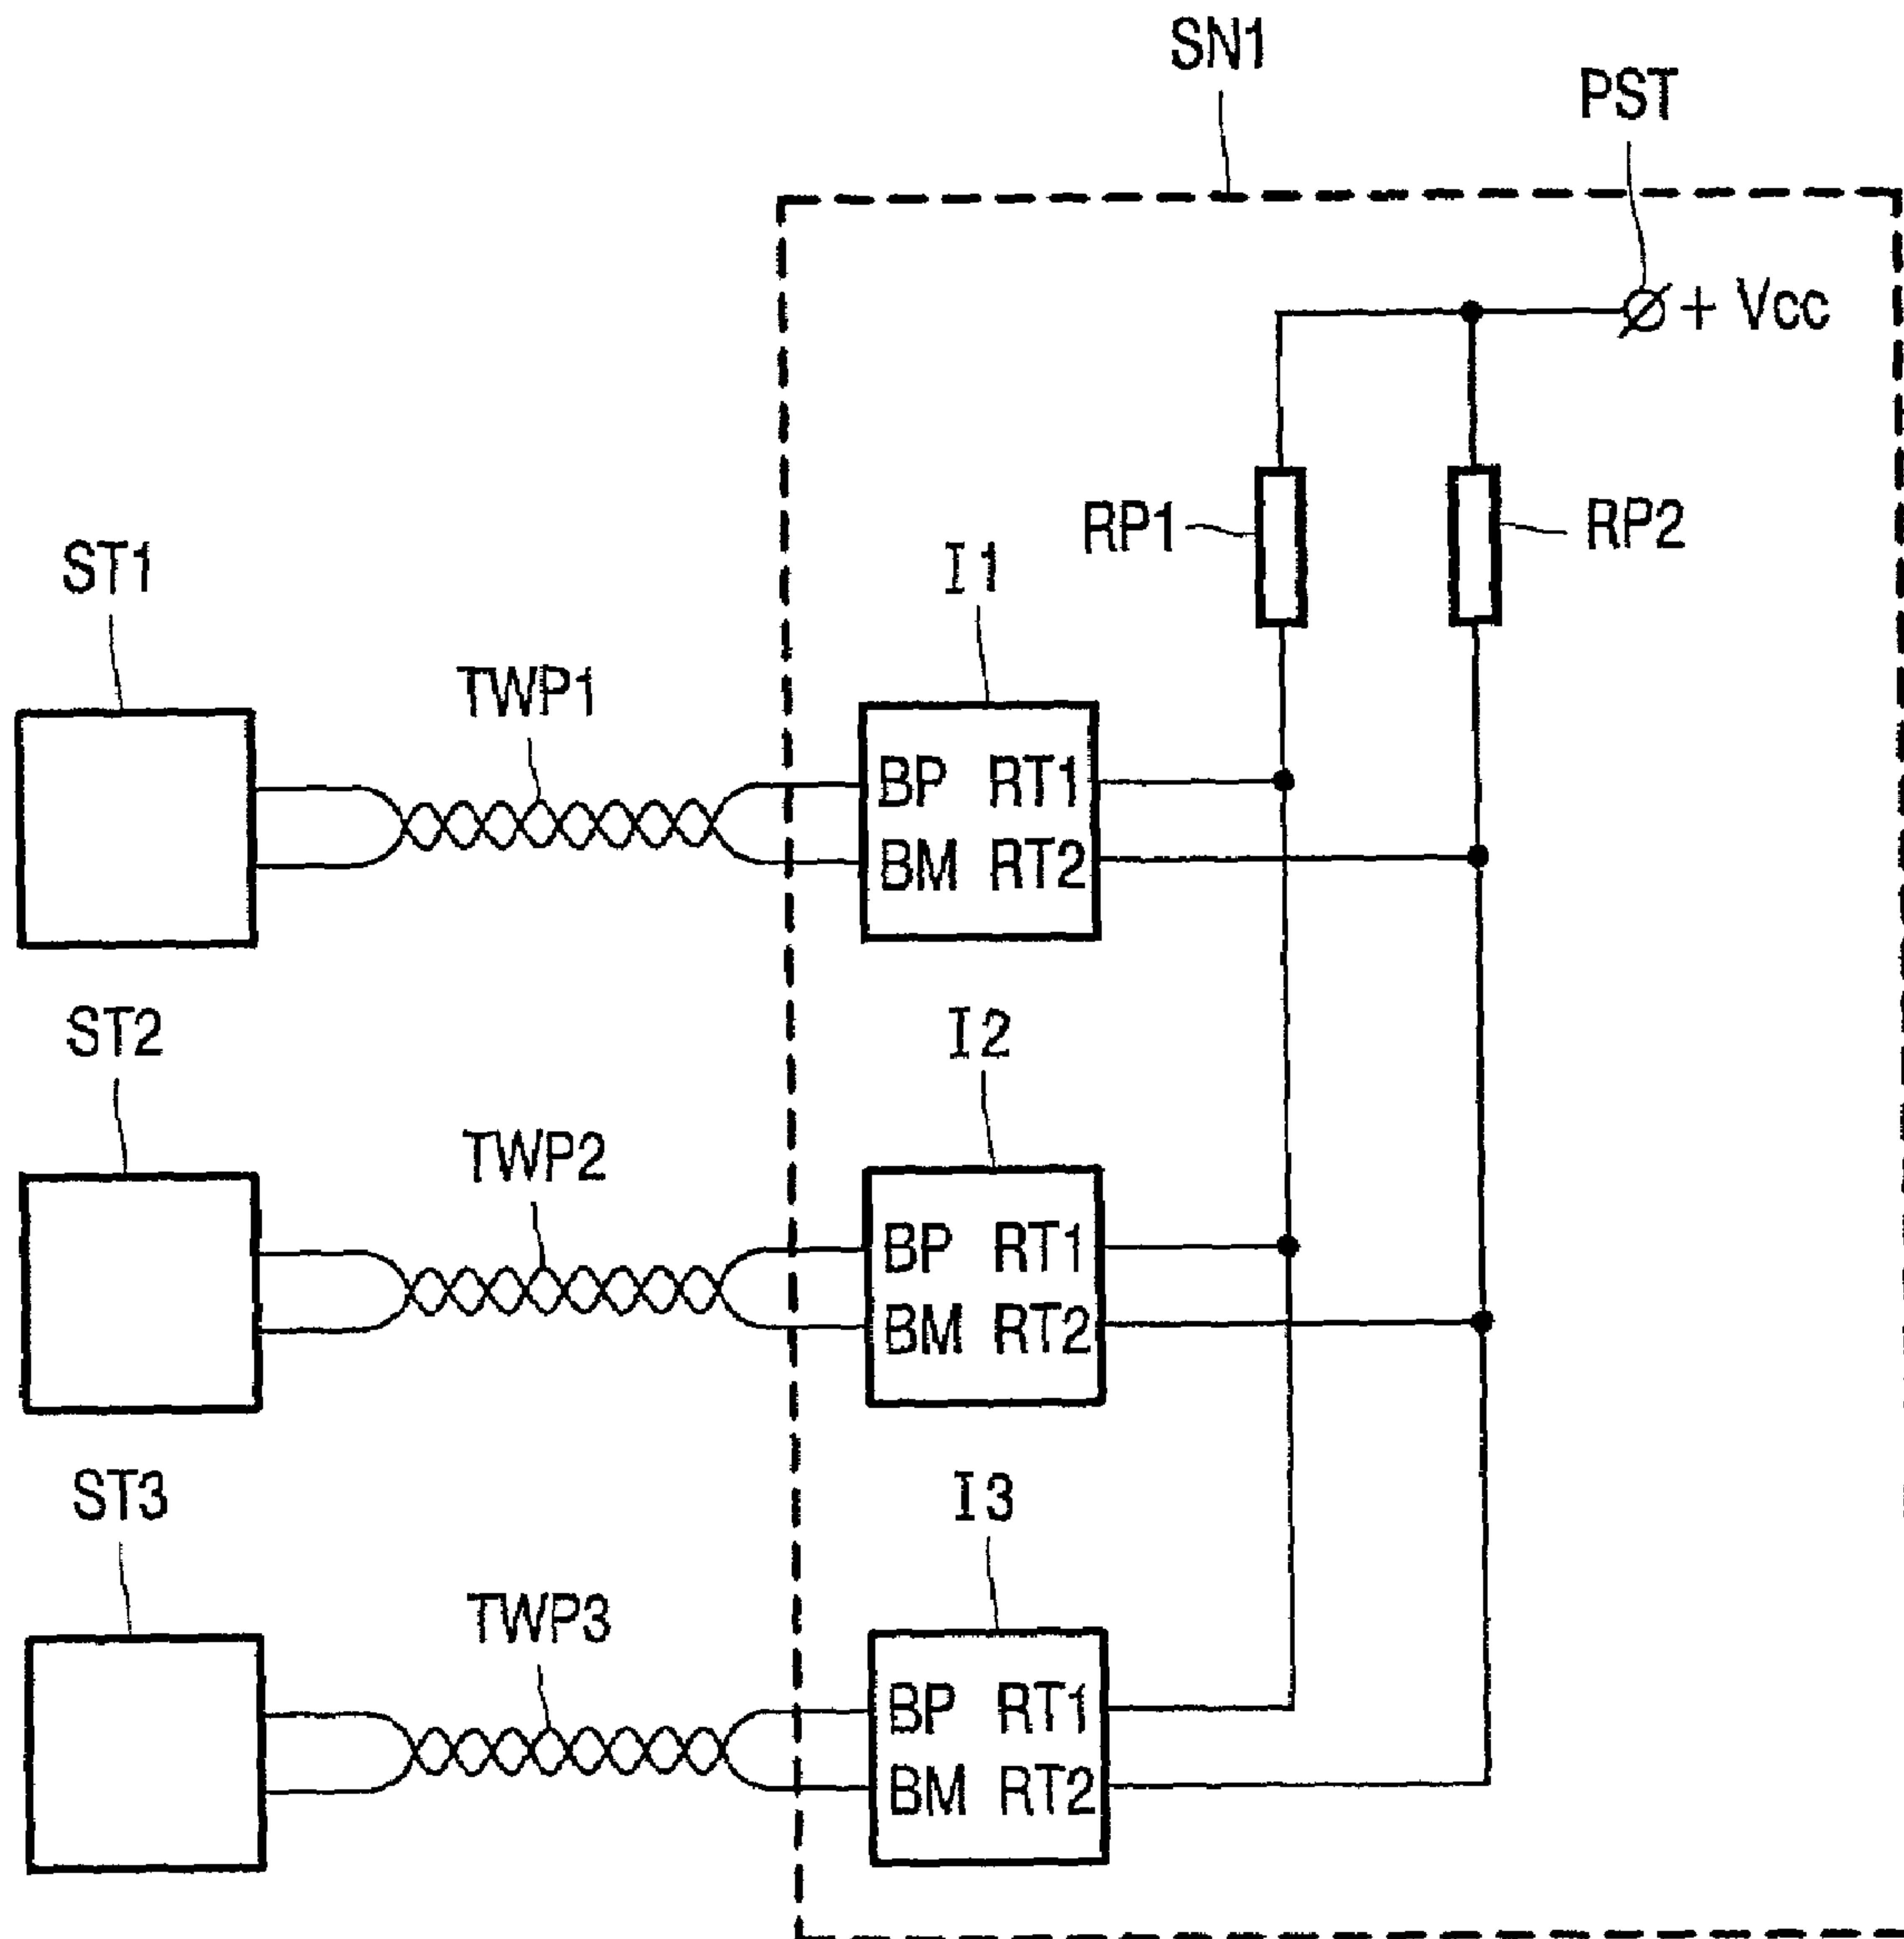 SN1
PST
+ Vcc
RP1
RP2
ST1
I1
TWP1
BP RT1
BM RT2
ST2
I2
TWP2
BP RT1
BM RT2
ST3
I3
TWP3
BP RT1
BM RT2